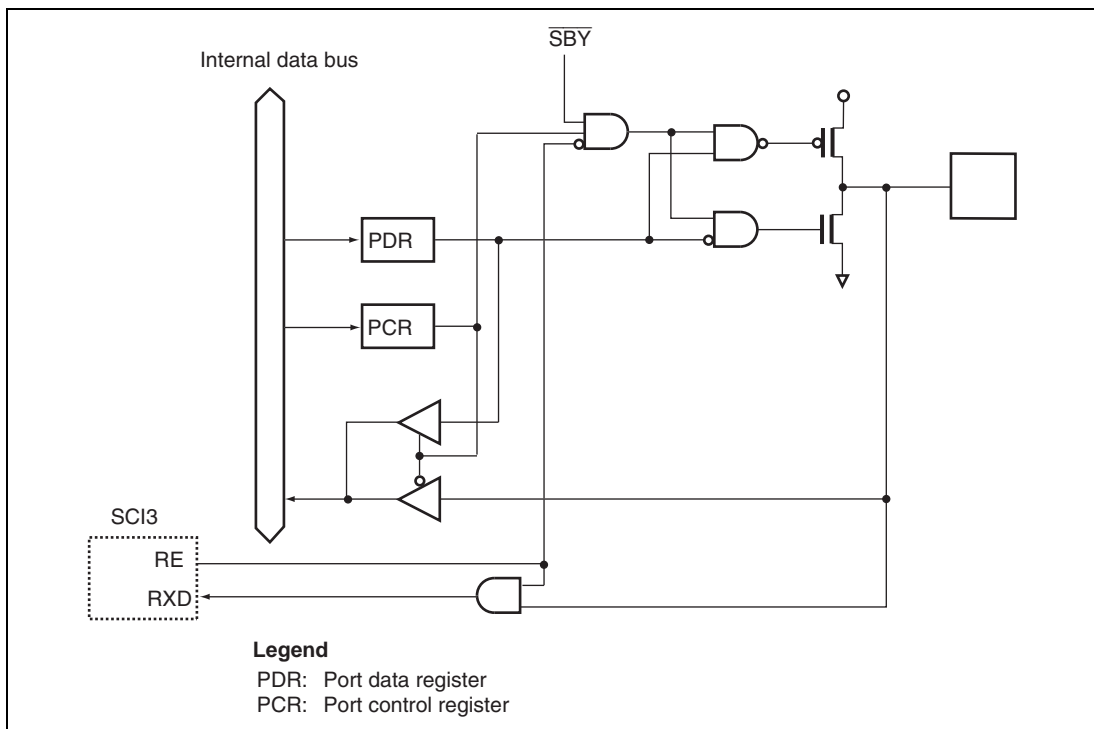 SBY
Internal data bus
PDR
PCR
SCI3
RE
RXD
Legend
PDR: Port data register
PCR: Port control register